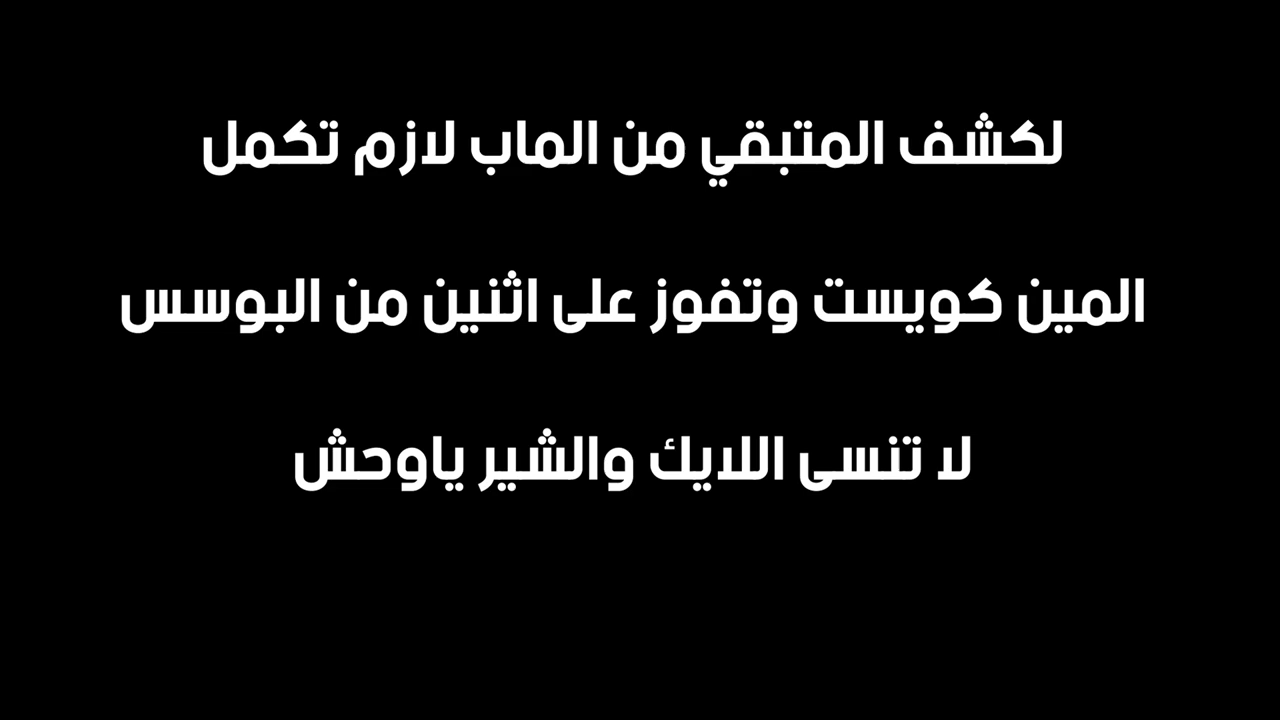 لكشف المتبقي من الماب لازم تكمل
المين كويست وتفوز على اثنين من البوسس
لا تنسى اللايك والشير ياوحش